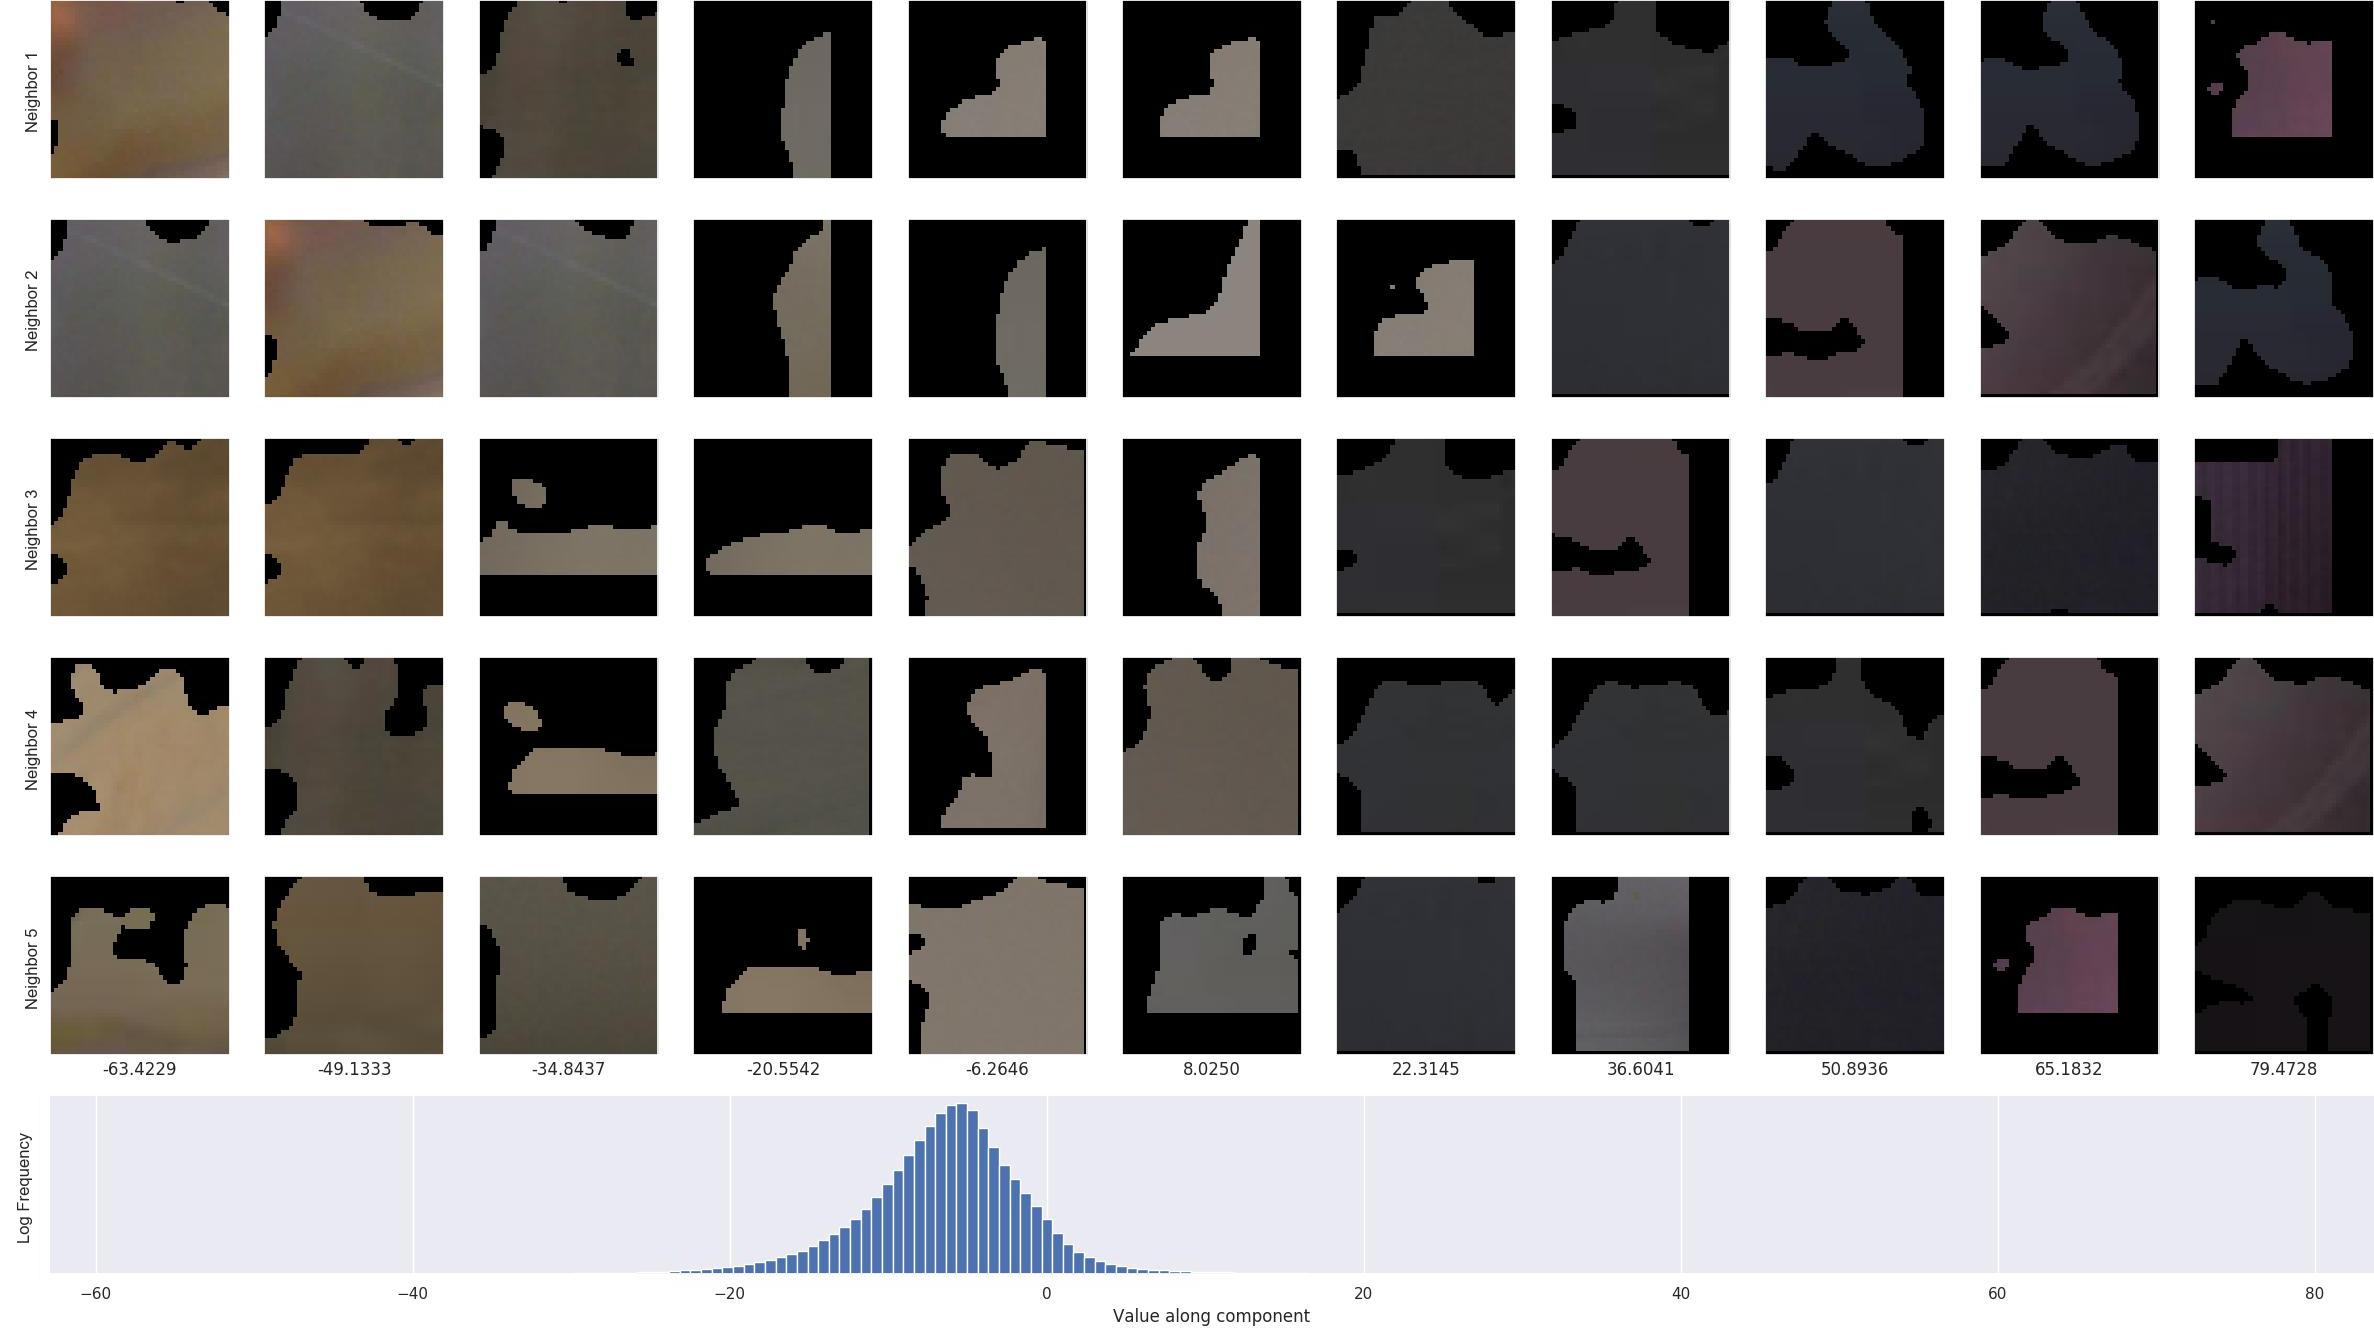 Neighbor 1
Neighbor 2
Neighbor 3
Neighbor 4
Neighbor 5
-63.4229 -49.1333 -34.8437 -20.5542 -6.2646 8.0250 22.3145 36.6041 50.8936 65.1832 79.4728
Log Frequency
−60 −40 −20 0 20 40 60 80
Value along component